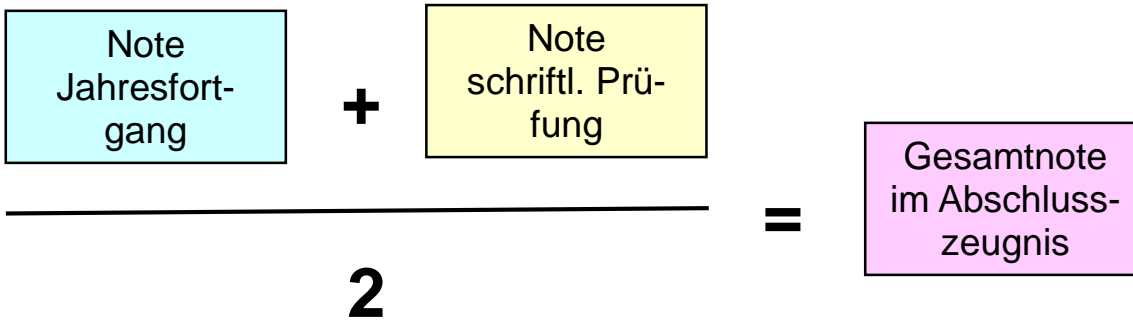 Note
Jahresfort-
gang
+
Note
schriftl. Prü-
fung
2
=
Gesamtnote
im Abschluss-
zeugnis